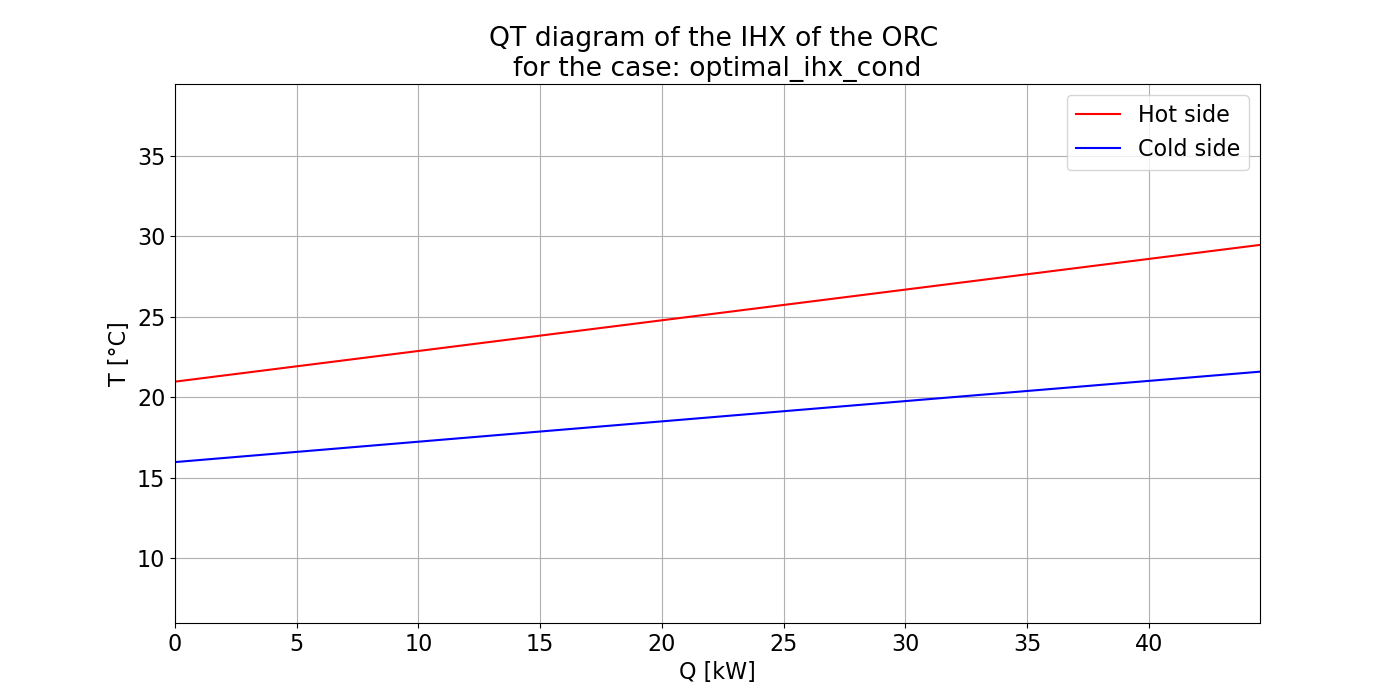 QT diagram of the IHX of the ORC
for the case: optimal_ihx_cond
Hot side
Cold side
T [°C]
35
30
25
20
15
10
0 5 10 15 20 25 30 35 40
Q [kW]